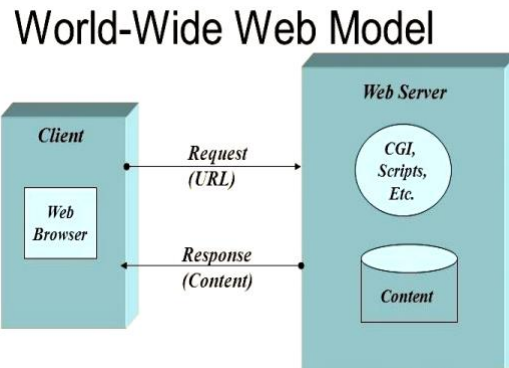 World-Wide Web Model
Client
Web
Browser
Request
(URL)
Response
(Content)
Web Server
CGI,
Scripts,
Etc.
Content